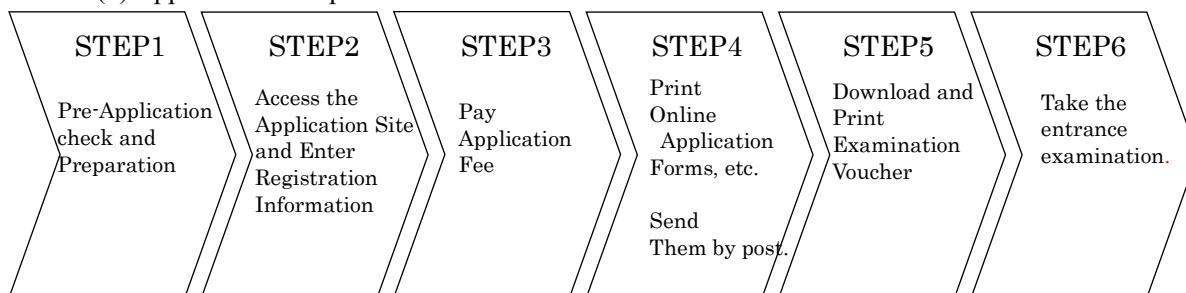 STEP1
Pre-Application
check and
Preparation
STEP2
Access the
Application Site
and Enter
Registration
Information
STEP3
Pay
Application
Fee
STEP4
Print
Online
Application
Forms, etc.
Send
Them by post.
STEP5
Download and
Print
Examination
Voucher
STEP6
Take the
entrance
examination.